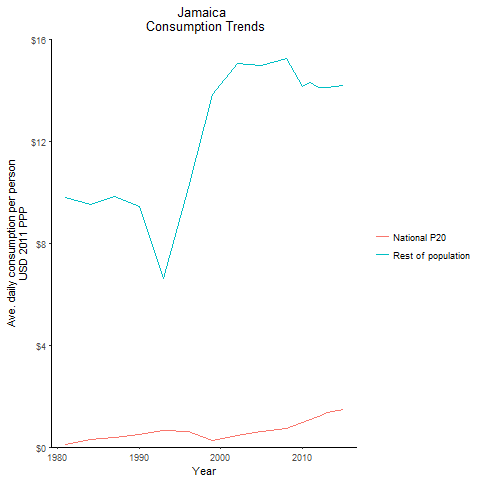 Jamaica
Consumption Trends
$16
$12
$8
$4
$0
Ave. daily consumption per person
USD 2011 PPP
1980
1990
2000
2010
Year
National P20
Rest of population